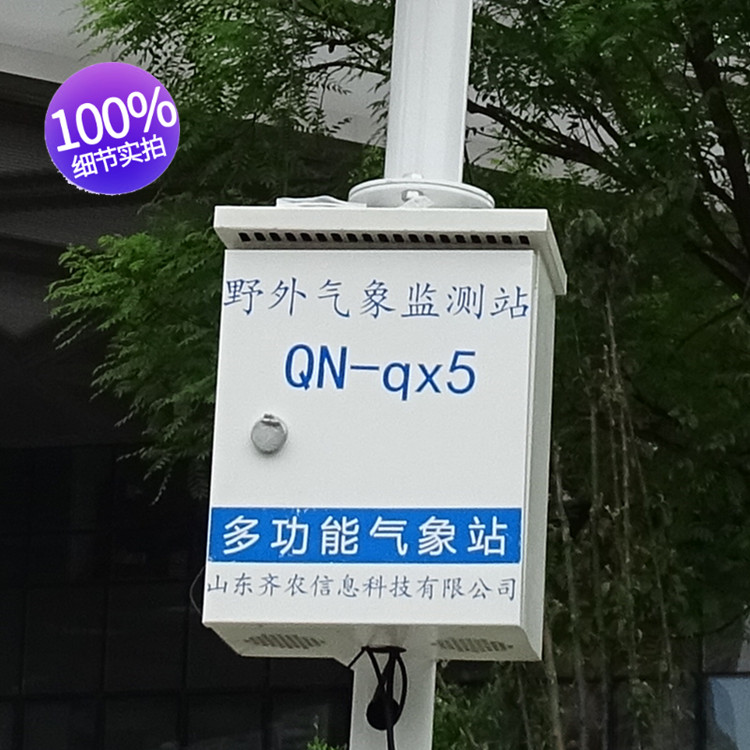 100%
细节实拍
野外气象监测站
QN-qx5
多功能气象站
山东齐农信息科技有限公司